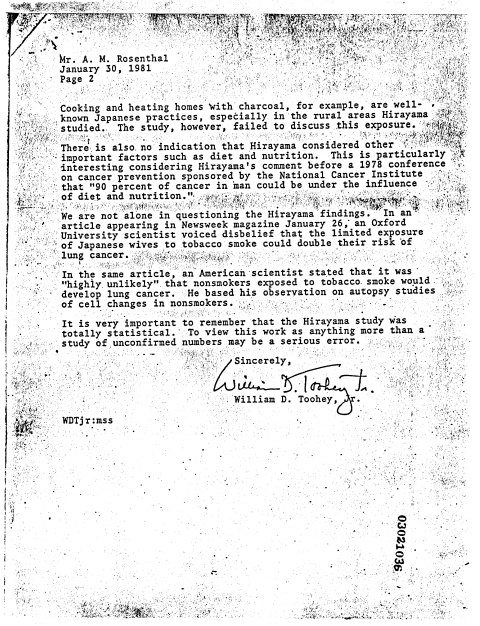 Mr. A. M. Rosenthal
January 30, 1981
Page 2
Cooking and heating homes with charcoal, for example, are well-
known Japanese practices, especially in the rural areas Hirayama
studied. The study, however, failed to discuss this exposure.
There is also no indication that Hirayama considered other
important factors such as diet and nutrition. This is particularly
interesting considering Hirayama's comment before a 1978 conference
on cancer prevention sponsored by the National Cancer Institute
that "90 percent of cancer in man could be under the influence
of diet and nutrition."
We are not alone in questioning the Hirayama findings. In an
article appearing in Newsweek magazine January 26, an Oxford
University scientist voiced disbelief that the limited exposure
of Japanese wives to tobacco smoke could double their risk of
lung cancer.
In the same article, an American scientist stated that it was
"highly unlikely" that nonsmokers exposed to tobacco smoke would
develop lung cancer. He based his observation on autopsy studies
of cell changes in nonsmokers.
It is very important to remember that the Hirayama study was
totally statistical. To view this work as anything more than a
study of unconfirmed numbers may be a serious error.
Sincerely,
William D. Toohey Jr.
William D. Toohey, Jr.
WDTjr:mss
03021036